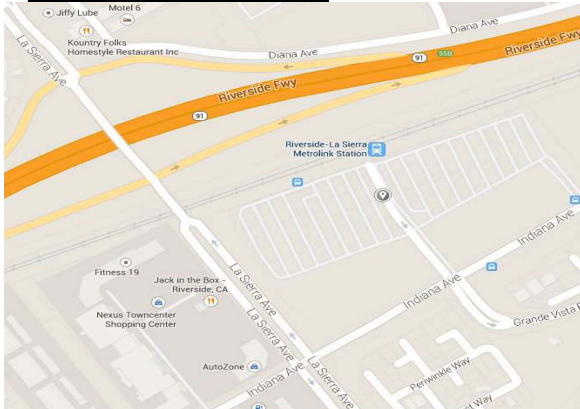 Jiffy Lube
Motel 6
Kountry Folks
Homestyle Restaurant Inc
La Sierra Ave
Diana Ave
Diana Ave
91
55B
Riverside Fwy
Riverside Fwy
91
Riverside-La Sierra
Metrolink Station
Indiana Ave
Fitness 19
Jack in the Box -
Riverside, CA
La Sierra Ave
Nexus Towncenter
Shopping Center
La Sierra Ave
Indiana Ave
Grande Vista
AutoZone
La Sierra Ave
Indiana Ave
Periwinkle Way
Way